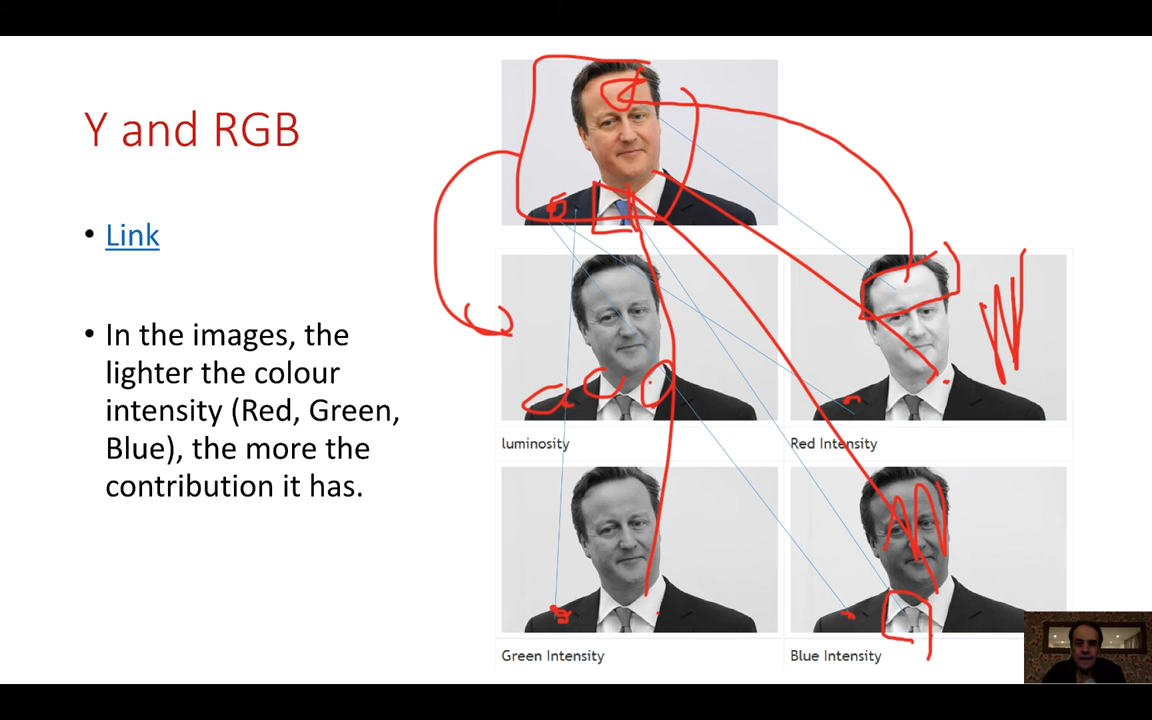 Y and RGB
• Link
• In the images, the
lighter the colour
intensity (Red, Green,
Blue), the more the
contribution it has.
luminosity
Red Intensity
Green Intensity
Blue Intensity